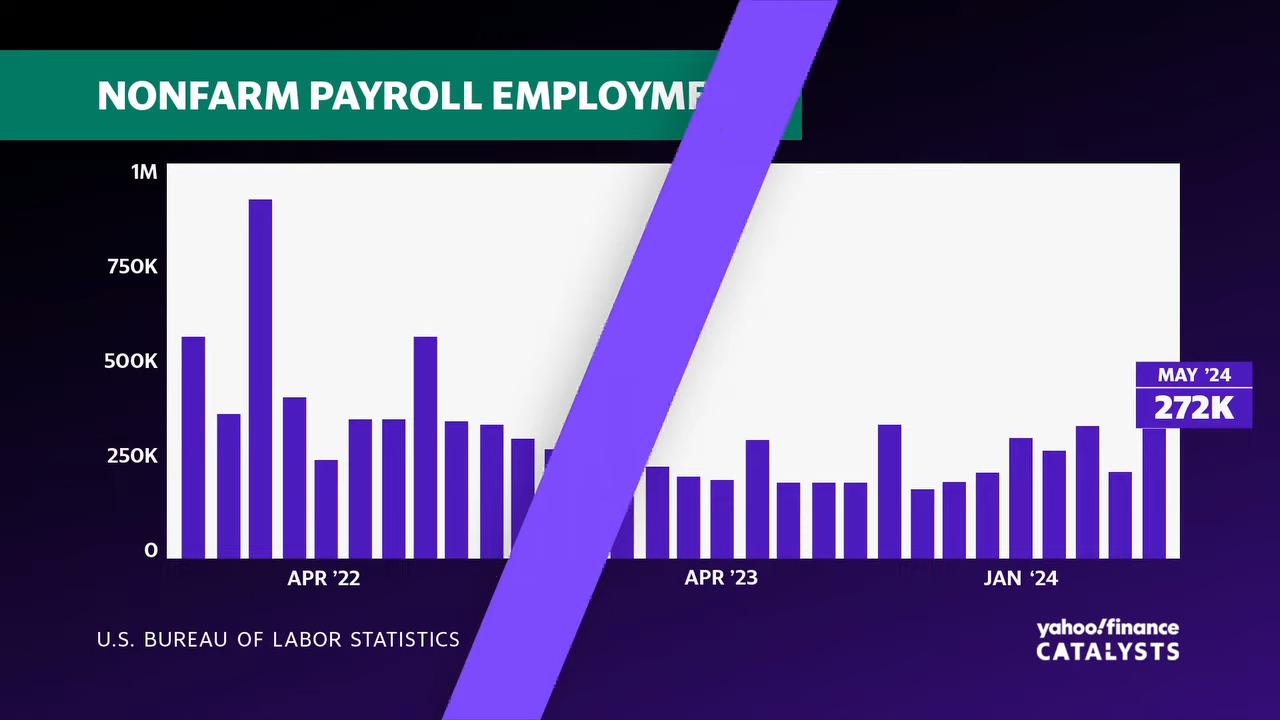 NONFARM PAYROLL
1M
750K
500K
250K
0
MAY ’24
272K
APR ’22
APR ’23
JAN ‘24
U.S. BUREAU OF LABOR STATISTICS
yahoo!finance
CATALYSTS